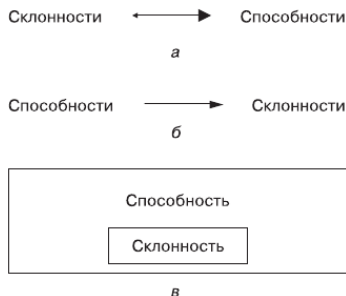 Склонности Способности
а
Способности Склонности
б
Способность
Склонность
в